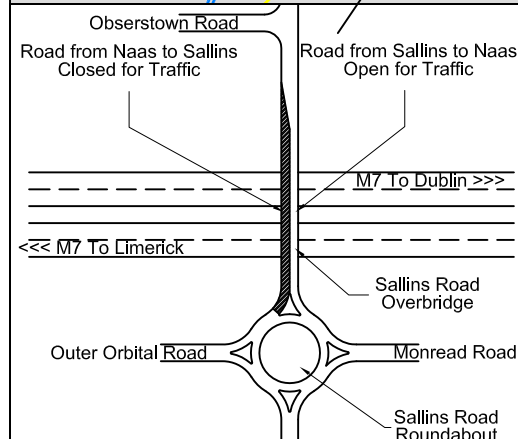 Obserstown Road
Road from Naas to Sallins
Closed for Traffic
Road from Sallins to Naas
Open for Traffic
M7 To Dublin >>>
<<< M7 To Limerick
Sallins Road
Overbridge
Outer Orbital Road
Monread Road
Sallins Road
Roundabout